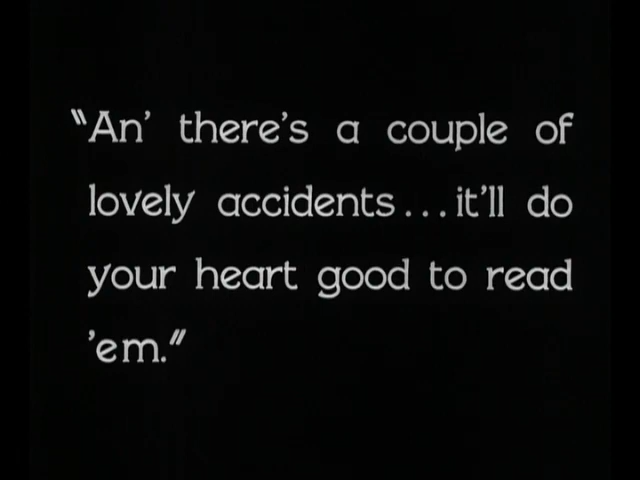 "An' there's a couple of
lovely accidents...it'll do
your heart good to read
'em."